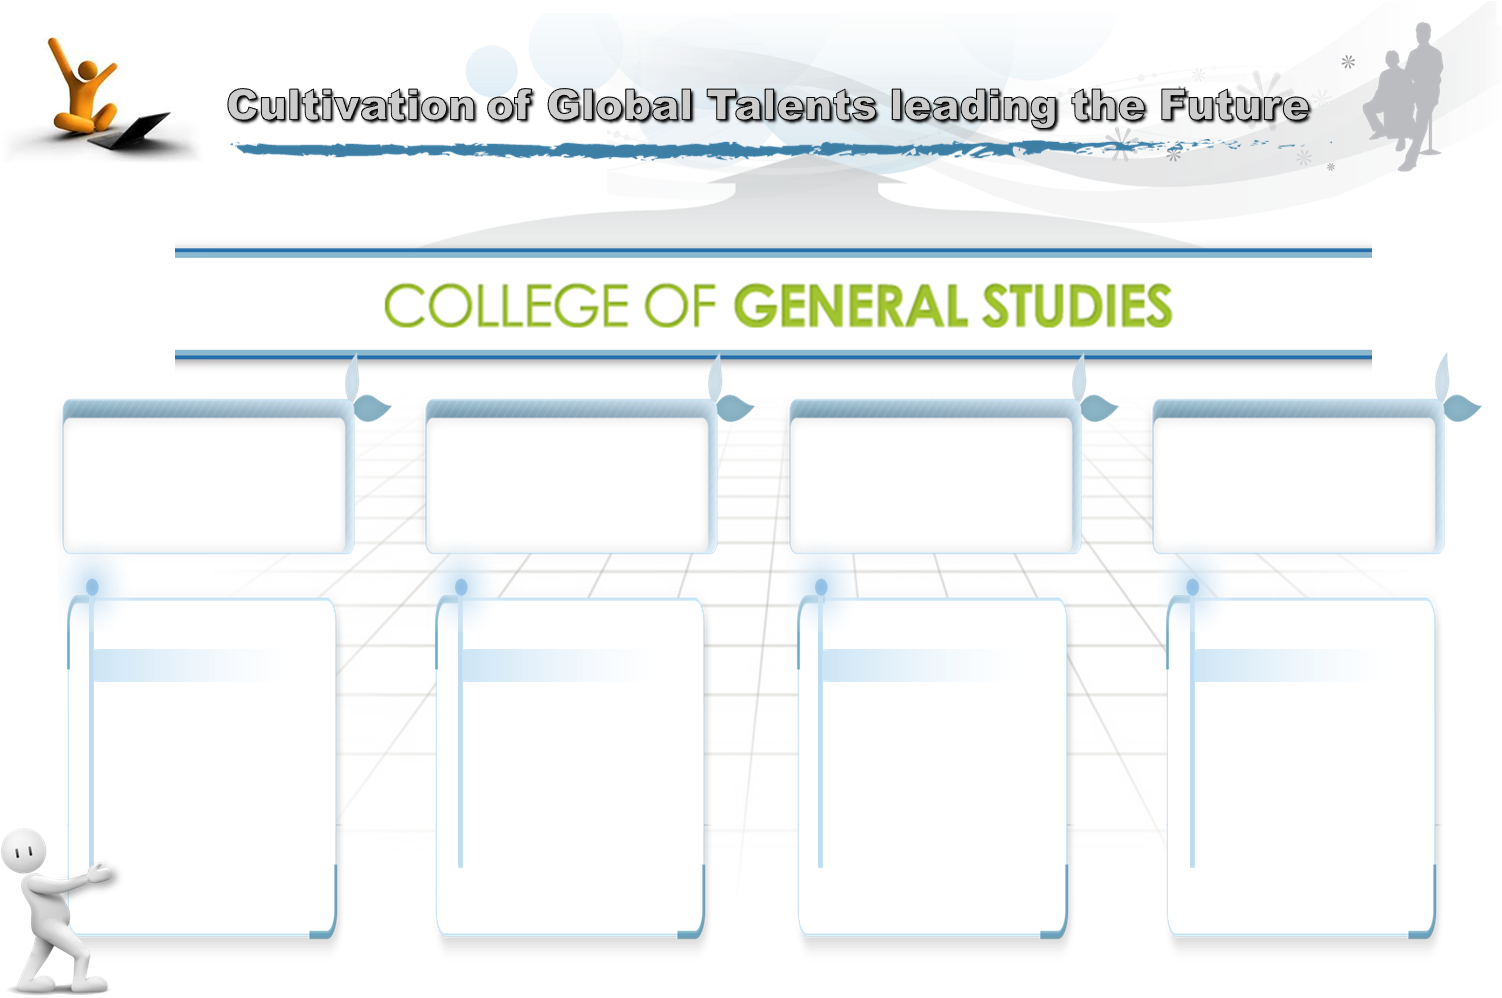 Cultivation of Global Talents leading the Future
COLLEGE OF GENERAL STUDIES